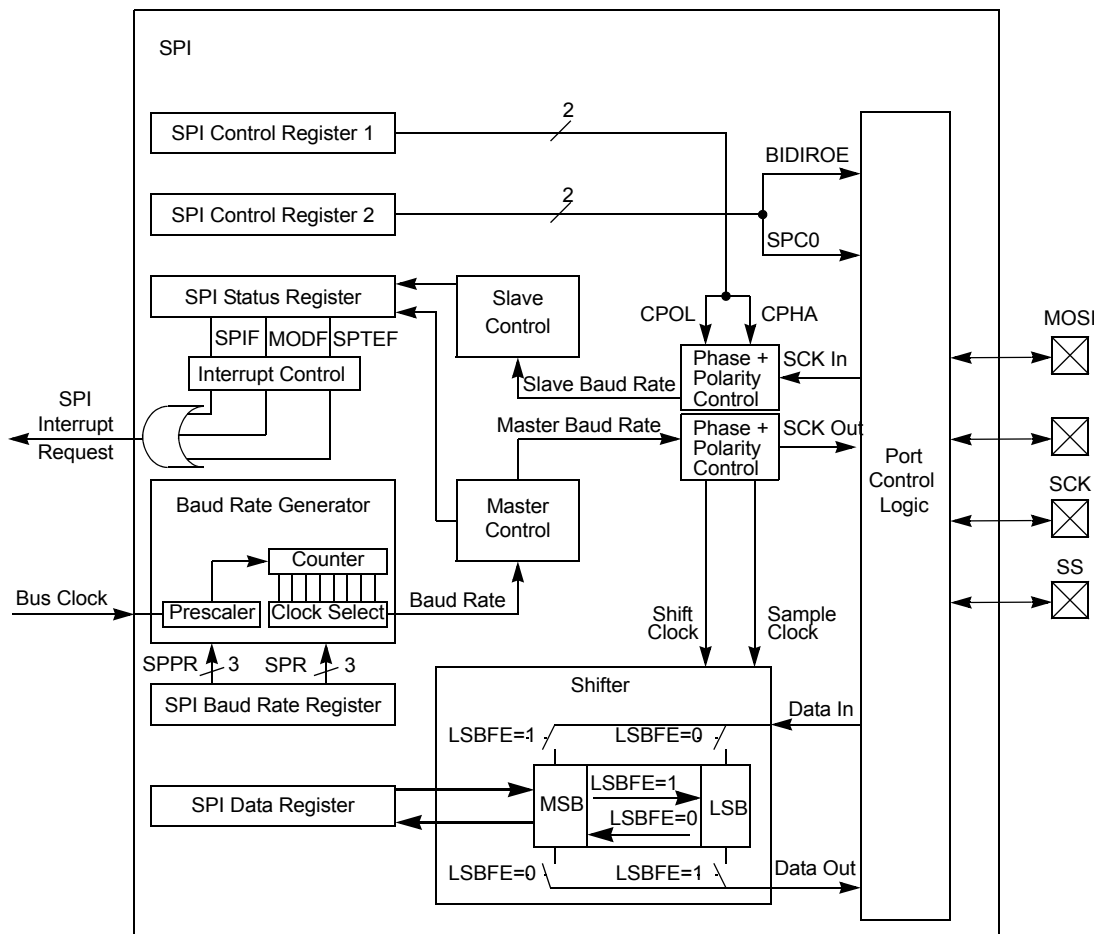 SPI
SPI Control Register 1
2
BIDIROE
SPI Control Register 2
2
SPC0
SPI Status Register
Slave
Control
CPOL
CPHA
MOSI
SPIF
MODF
SPTEF
Interrupt Control
Phase +
Polarity
Control
SCK In
Slave Baud Rate
SPI
Interrupt
Request
Master Baud Rate
Phase +
Polarity
Control
SCK Out
Port
Control
Logic
Baud Rate Generator
Master
Control
SCK
Counter
SS
Bus Clock
Prescaler
Clock Select
Baud Rate
Shift
Clock
Sample
Clock
SPPR
3
SPR
3
SPI Baud Rate Register
Shifter
Data In
LSBFE=1
LSBFE=0
SPI Data Register
MSB
LSBFE=1
LSBFE=0
LSB
LSBFE=0
LSBFE=1
Data Out